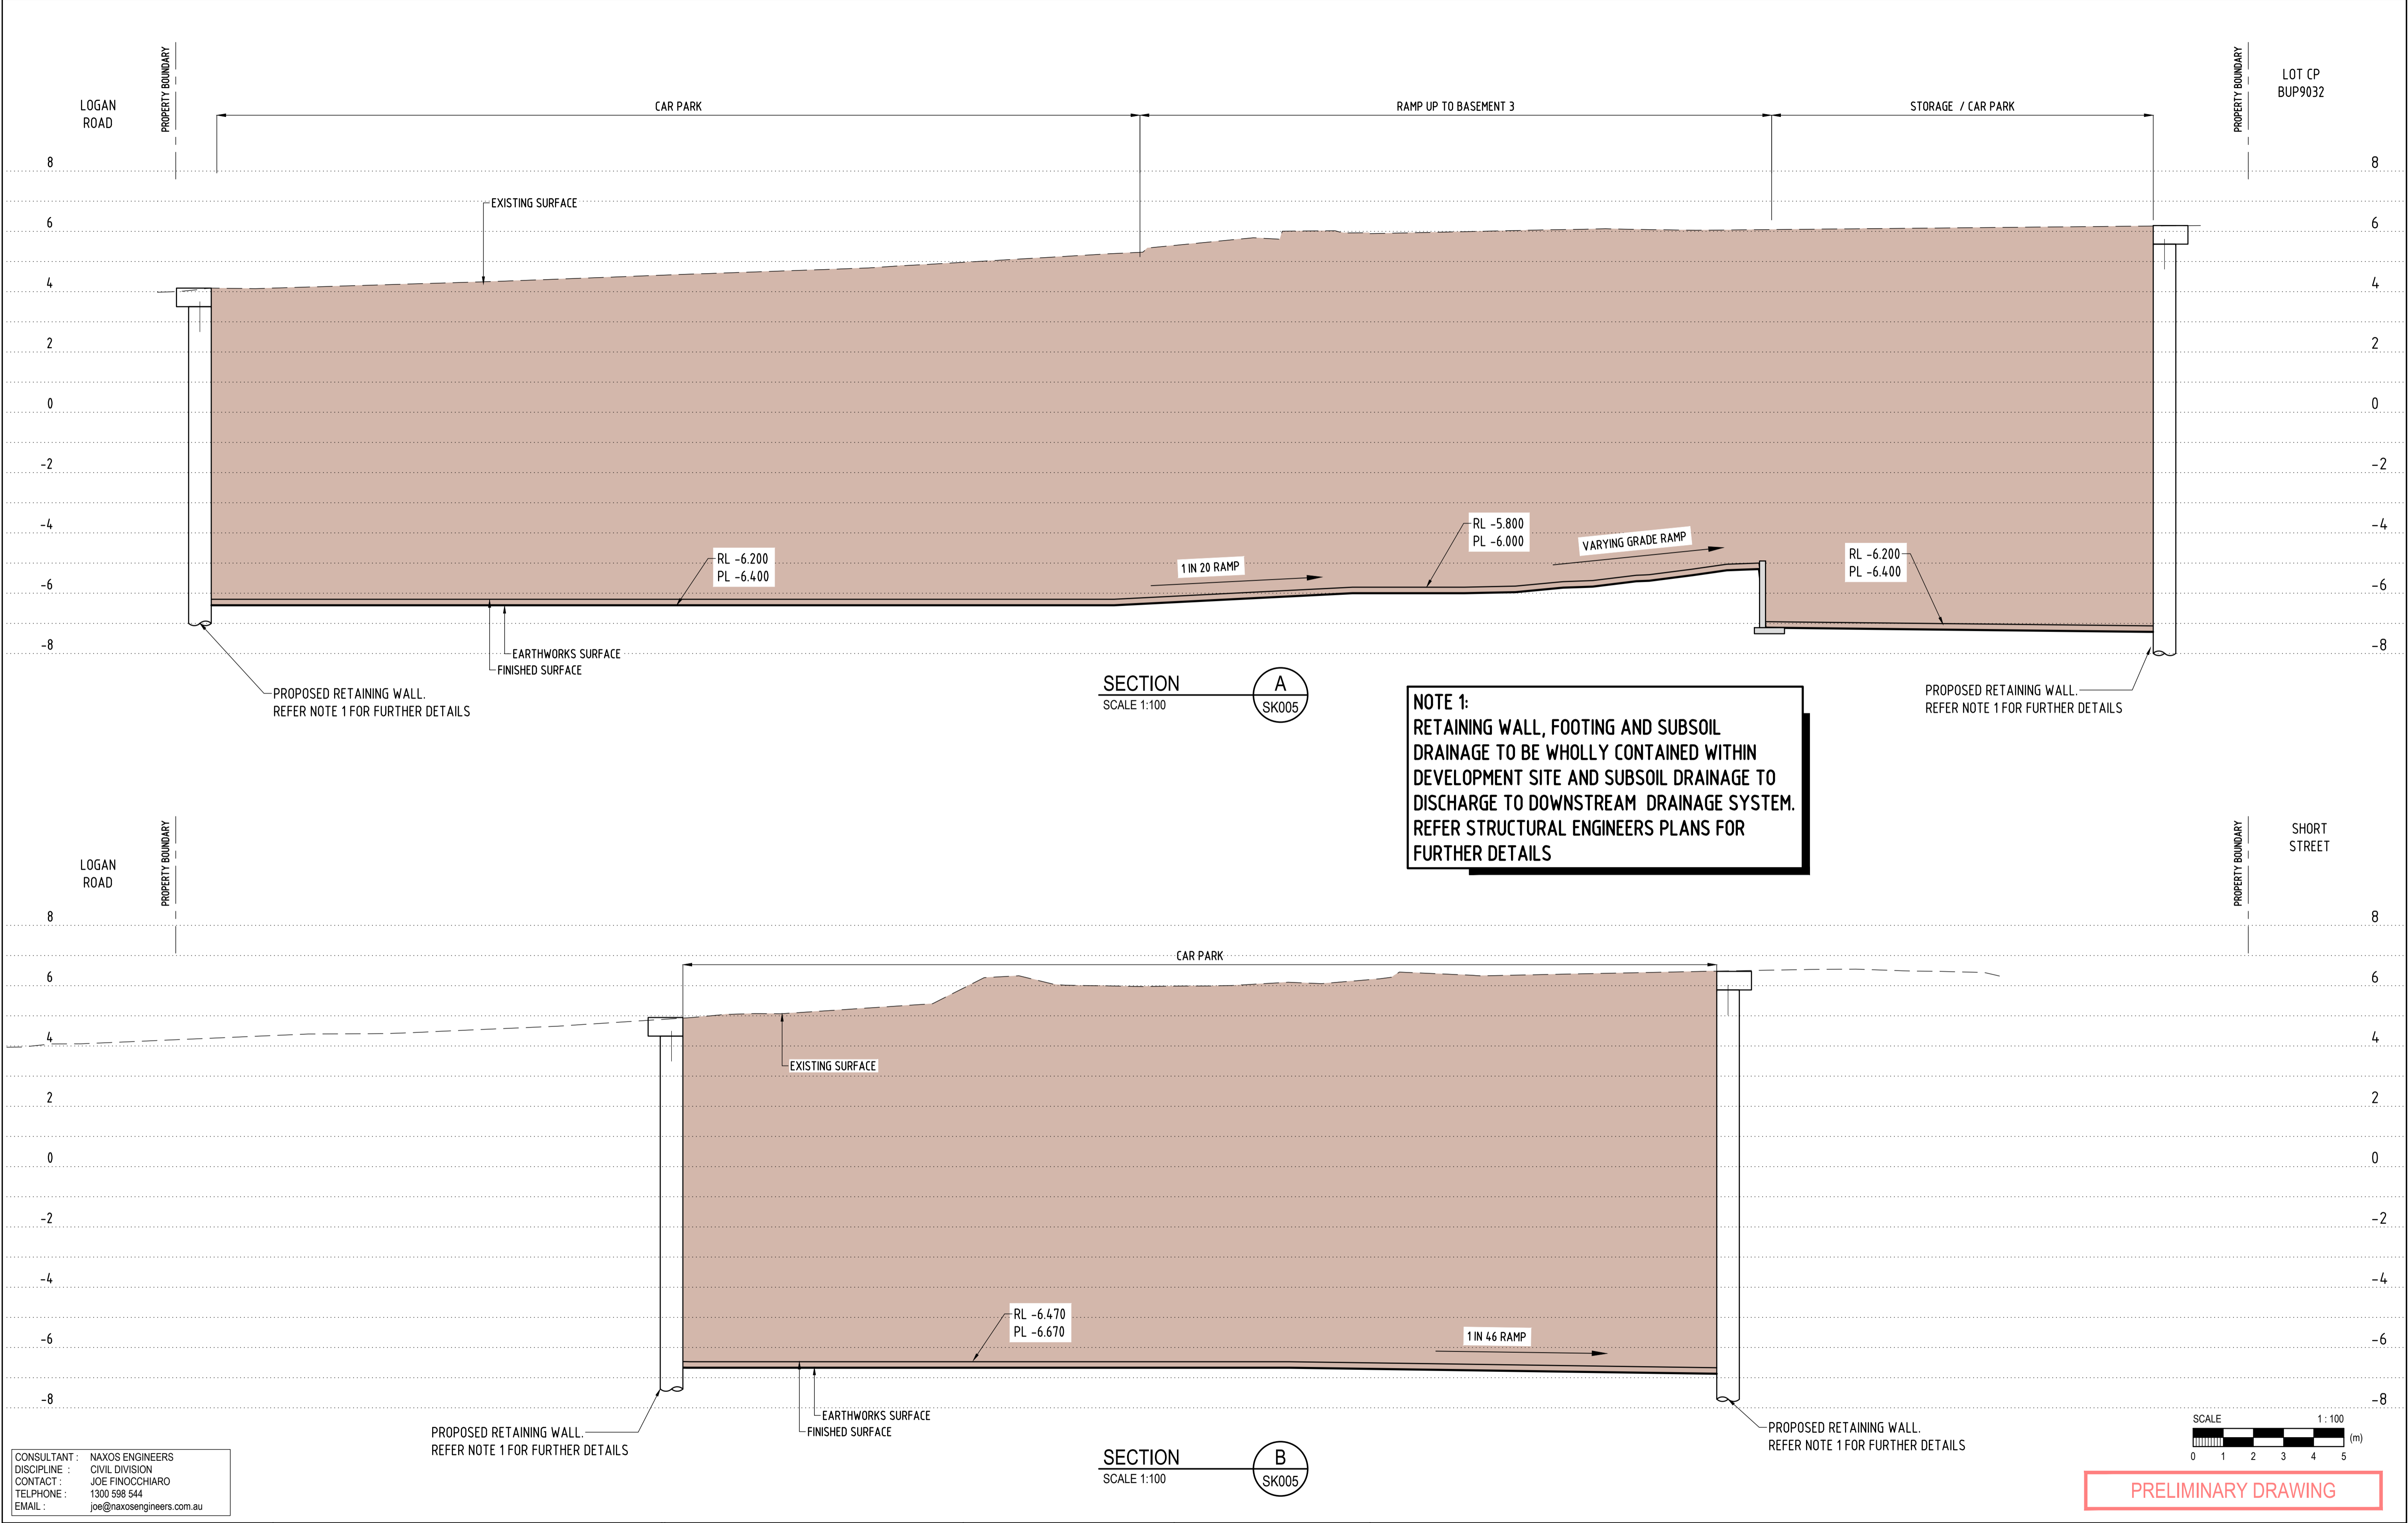 PROPERTY BOUNDARY
LOGAN
ROAD
CAR PARK
RAMP UP TO BASEMENT 3
STORAGE / CAR PARK
PROPERTY BOUNDARY
LOT CP
BUP9032
8
8
EXISTING SURFACE
6
6
4
4
2
2
0
0
-2
-2
-4
-4
RL -5.800
PL -6.000
VARYING GRADE RAMP
RL -6.200
PL -6.400
1 IN 20 RAMP
RL -6.200
PL -6.400
-6
-6
-8
-8
EARTHWORKS SURFACE
FINISHED SURFACE
PROPOSED RETAINING WALL.
REFER NOTE 1 FOR FURTHER DETAILS
SECTION
SCALE 1:100
A
SK005
PROPOSED RETAINING WALL.
REFER NOTE 1 FOR FURTHER DETAILS
NOTE 1:
RETAINING WALL, FOOTING AND SUBSOIL
DRAINAGE TO BE WHOLLY CONTAINED WITHIN
DEVELOPMENT SITE AND SUBSOIL DRAINAGE TO
DISCHARGE TO DOWNSTREAM DRAINAGE SYSTEM.
REFER STRUCTURAL ENGINEERS PLANS FOR
FURTHER DETAILS
PROPERTY BOUNDARY
LOGAN
ROAD
PROPERTY BOUNDARY
SHORT
STREET
8
8
CAR PARK
6
6
4
4
EXISTING SURFACE
2
2
0
0
-2
-2
-4
-4
RL -6.470
PL -6.670
1 IN 46 RAMP
-6
-6
-8
-8
EARTHWORKS SURFACE
FINISHED SURFACE
PROPOSED RETAINING WALL.
REFER NOTE 1 FOR FURTHER DETAILS
PROPOSED RETAINING WALL.
REFER NOTE 1 FOR FURTHER DETAILS
SECTION
SCALE 1:100
B
SK005
SCALE 1 : 100
(m)
0 1 2 3 4 5
CONSULTANT : NAXOS ENGINEERS
DISCIPLINE : CIVIL DIVISION
CONTACT : JOE FINOCCHIARO
TELPHONE : 1300 598 544
EMAIL : joe@naxosengineers.com.au
PRELIMINARY DRAWING